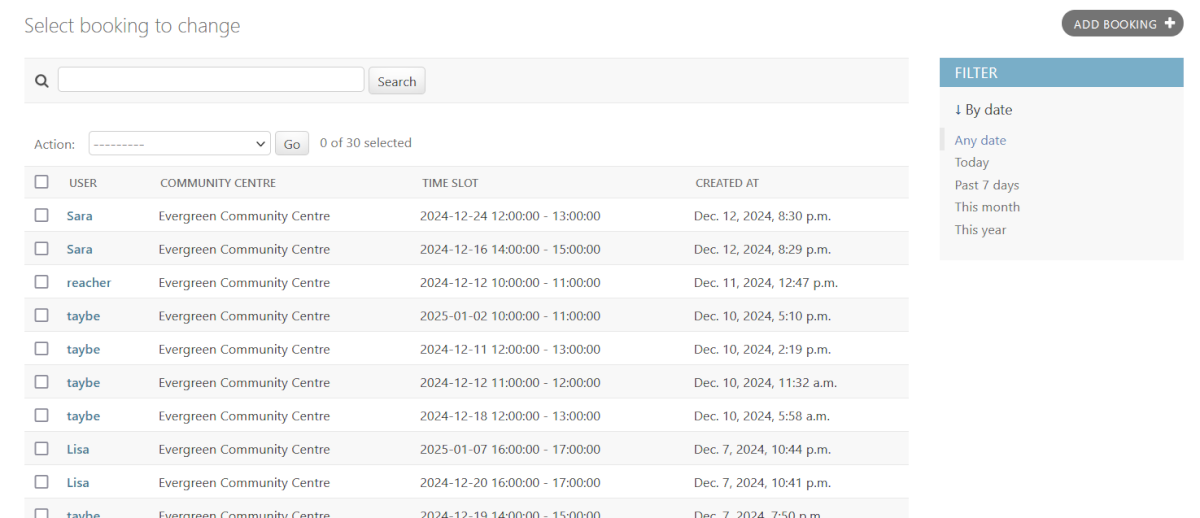 Select booking to change
ADD BOOKING +
Search
FILTER
↓ By date
Any date
Today
Past 7 days
This month
This year
Action: --------- Go 0 of 30 selected
USER COMMUNITY CENTRE TIME SLOT CREATED AT
Sara Evergreen Community Centre 2024-12-24 12:00:00 - 13:00:00 Dec. 12, 2024, 8:30 p.m.
Sara Evergreen Community Centre 2024-12-16 14:00:00 - 15:00:00 Dec. 12, 2024, 8:29 p.m.
reacher Evergreen Community Centre 2024-12-12 10:00:00 - 11:00:00 Dec. 11, 2024, 12:47 p.m.
taybe Evergreen Community Centre 2025-01-02 10:00:00 - 11:00:00 Dec. 10, 2024, 5:10 p.m.
taybe Evergreen Community Centre 2024-12-11 12:00:00 - 13:00:00 Dec. 10, 2024, 2:19 p.m.
taybe Evergreen Community Centre 2024-12-12 11:00:00 - 12:00:00 Dec. 10, 2024, 11:32 a.m.
taybe Evergreen Community Centre 2024-12-18 12:00:00 - 13:00:00 Dec. 10, 2024, 5:58 a.m.
Lisa Evergreen Community Centre 2025-01-07 16:00:00 - 17:00:00 Dec. 7, 2024, 10:44 p.m.
Lisa Evergreen Community Centre 2024-12-20 16:00:00 - 17:00:00 Dec. 7, 2024, 10:41 p.m.
taybe Evergreen Community Centre 2024-12-19 14:00:00 - 15:00:00 Dec. 7, 2024, 7:50 p.m.